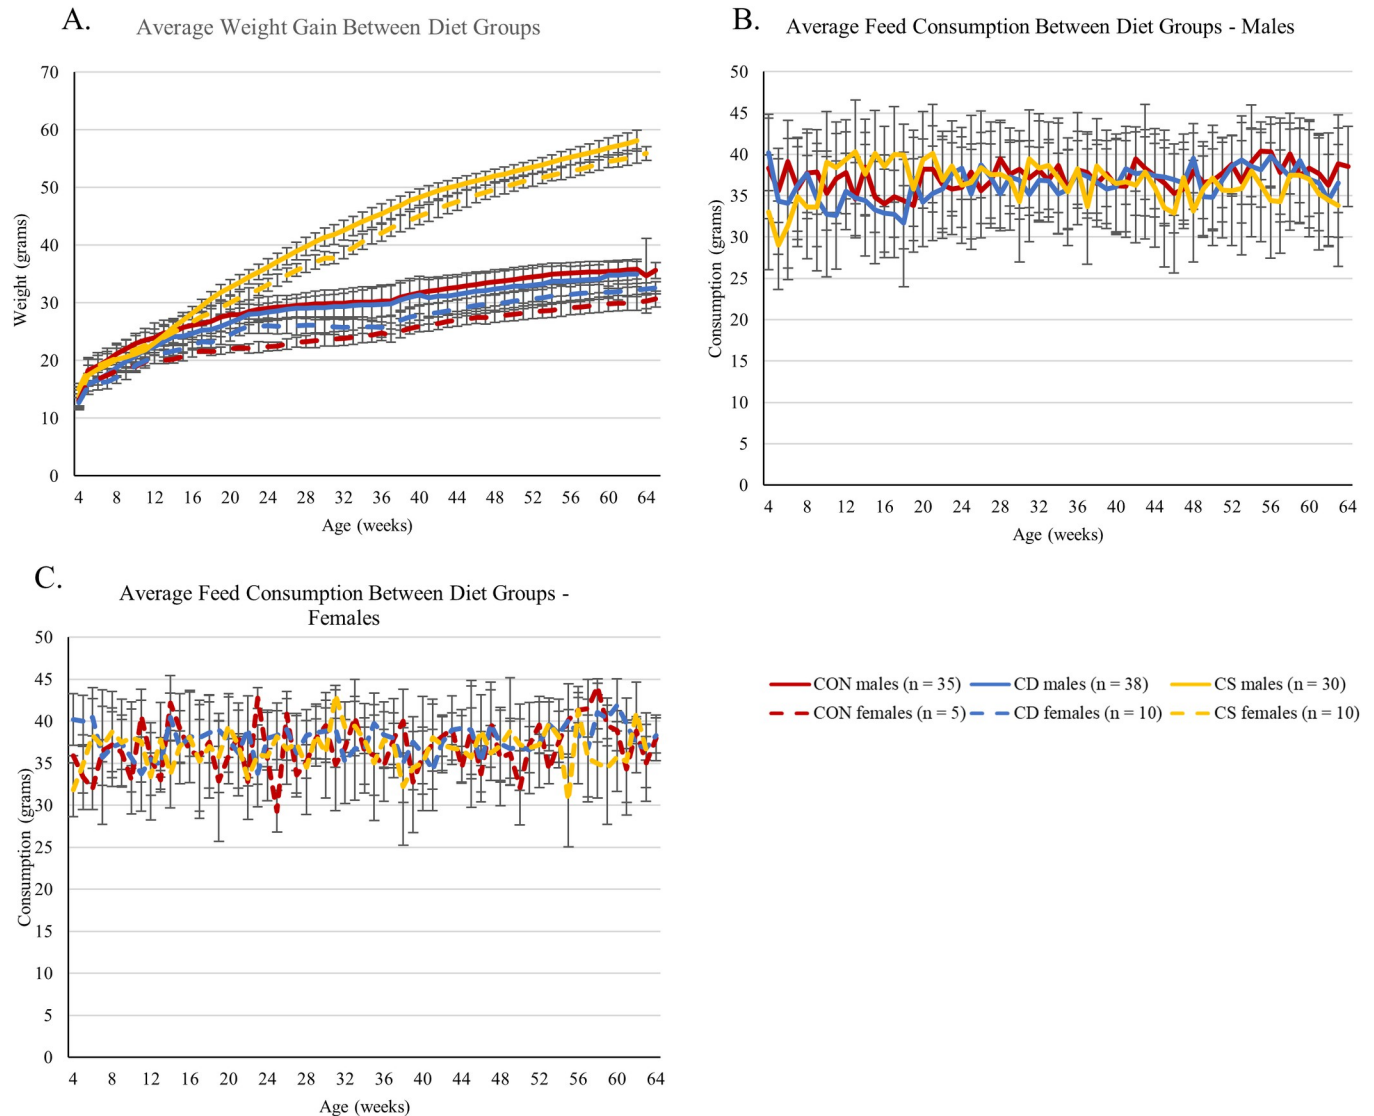 A.
Average Weight Gain Between Diet Groups
70
60
50
40
30
20
10
0
Weight (grams)
4 8 12 16 20 24 28 32 36 40 44 48 52 56 60 64
Age (weeks)
B.
Average Feed Consumption Between Diet Groups - Males
50
45
40
35
30
25
20
15
10
5
0
Consumption (grams)
4 8 12 16 20 24 28 32 36 40 44 48 52 56 60 64
Age (weeks)
C.
Average Feed Consumption Between Diet Groups -
Females
50
45
40
35
30
25
20
15
10
5
0
Consumption (grams)
4 8 12 16 20 24 28 32 36 40 44 48 52 56 60 64
Age (weeks)
CON males (n = 35) CD males (n = 38) CS males (n = 30)
CON females (n = 5) CD females (n = 10) CS females (n = 10)